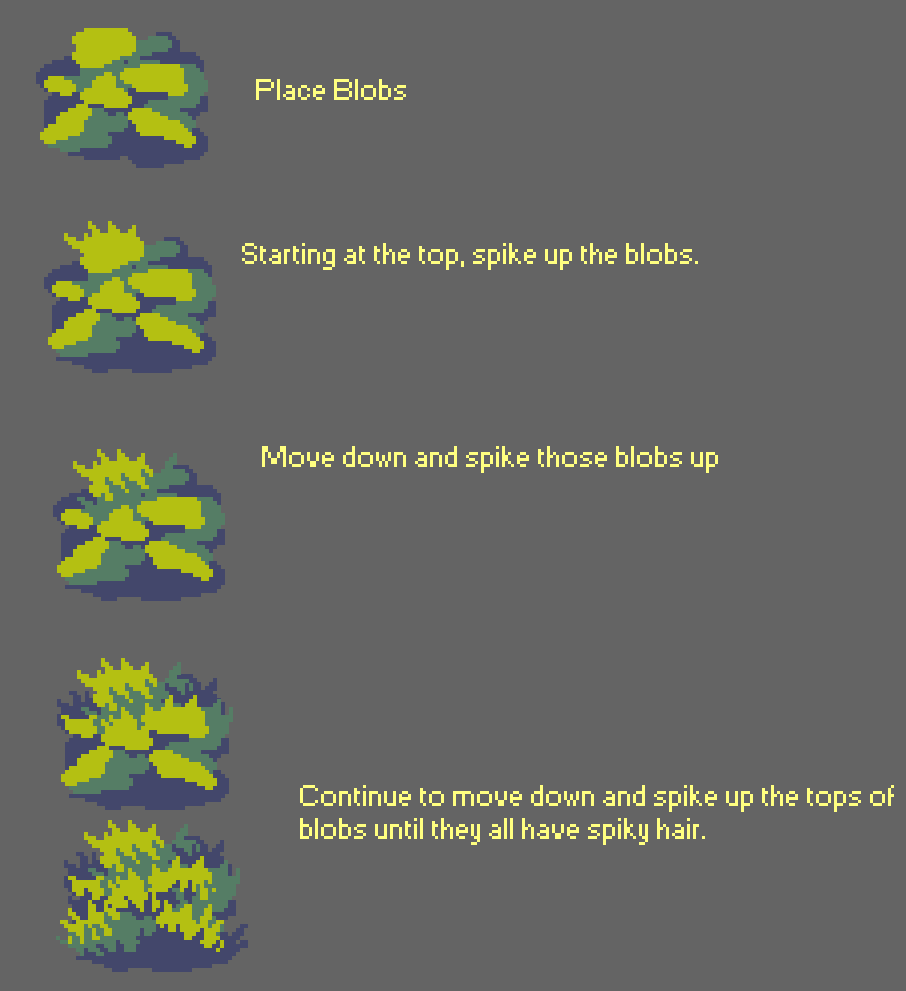 Place Blobs
Starting at the top, spike up the blobs.
Move down and spike those blobs up
Continue to move down and spike up the tops of
blobs until they all have spiky hair.